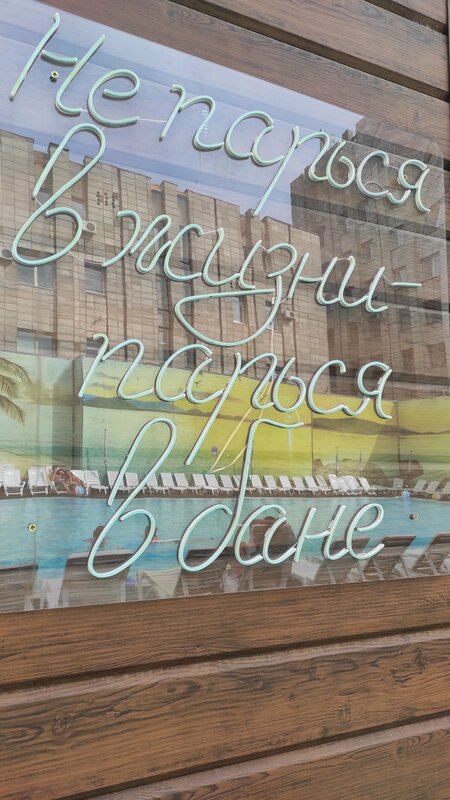 Не парься
в жизни -
парься
в бане